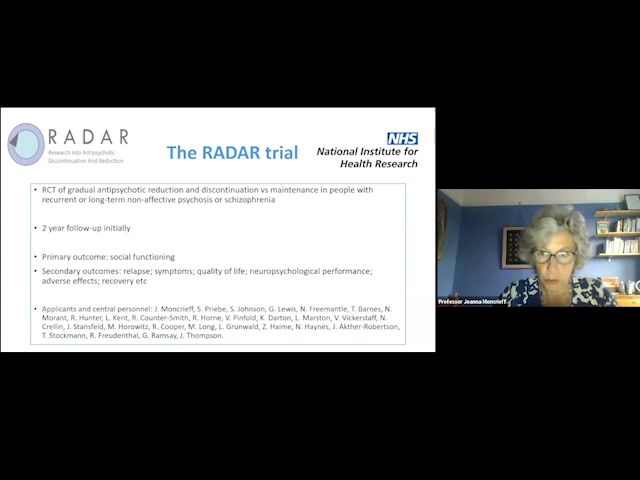 RADAR
Research into Antipsychotic
Discontinuation And Reduction
The RADAR trial
NHS
National Institute for
Health Research
• RCT of gradual antipsychotic reduction and discontinuation vs maintenance in people with
recurrent or long-term non-affective psychosis or schizophrenia
• 2 year follow-up initially
• Primary outcome: social functioning
• Secondary outcomes: relapse; symptoms; quality of life; neuropsychological performance;
adverse effects; recovery etc
• Applicants and central personnel: J. Moncrieff, S. Priebe, S. Johnson, G. Lewis, N. Freemantle, T. Barnes, N.
Morant, R. Hunter, L. Kent, R. Counter-Smith, R. Horne, V. Pinfold, K. Darton, L. Marston, V. Vickerstaff, N.
Crellin, J. Stansfeld, M. Horowitz, R. Cooper, M. Long, L. Grunwald, Z. Haime, N. Haynes, J. Akther-Robertson,
T. Stockmann, R. Freudenthal, G. Ramsay, J. Thompson.
Professor Joanna Moncrieff